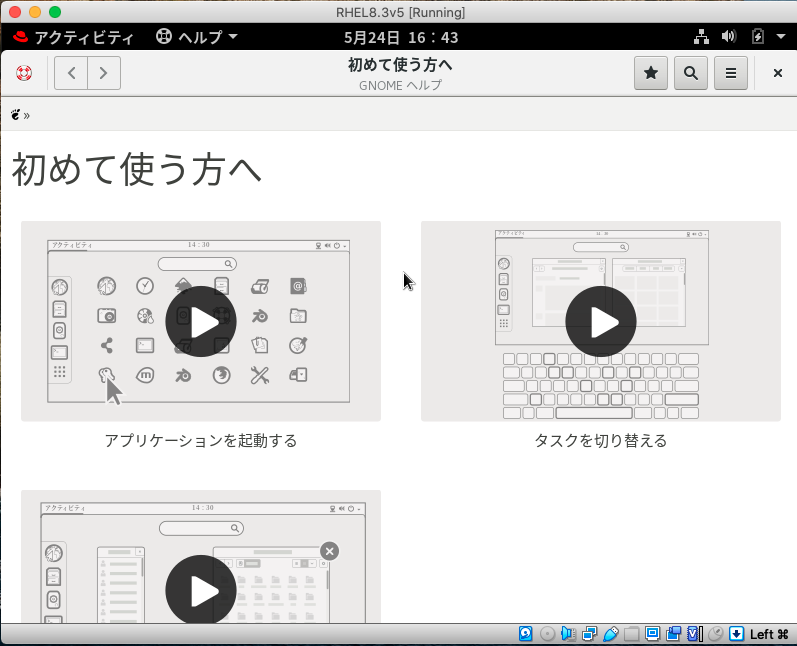 RHEL8.3v5 [Running]
アクティビティ ヘルプ 5月24日 16：43
初めて使う方へ
GNOME ヘルプ
»
初めて使う方へ
アクティビティ 14:30
アクティビティ 14:30
アプリケーションを起動する
タスクを切り替える
アクティビティ 14:30
Left ⌘